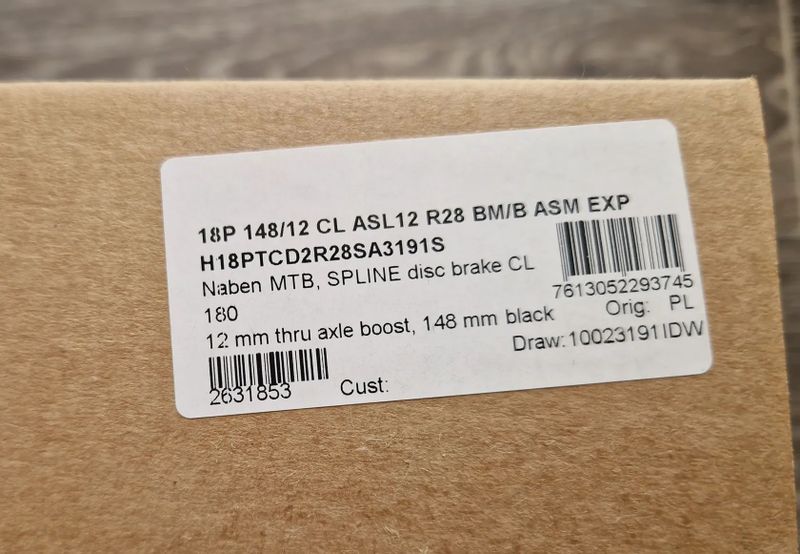 18P 148/12 CL ASL12 R28 BM/B ASM EXP
H18PTCD2R28SA3191S
Naben MTB, SPLINE disc brake CL
180
12 mm thru axle boost, 148 mm black
7613052293745
Orig: PL
Draw:10023191IDW
2631853
Cust: